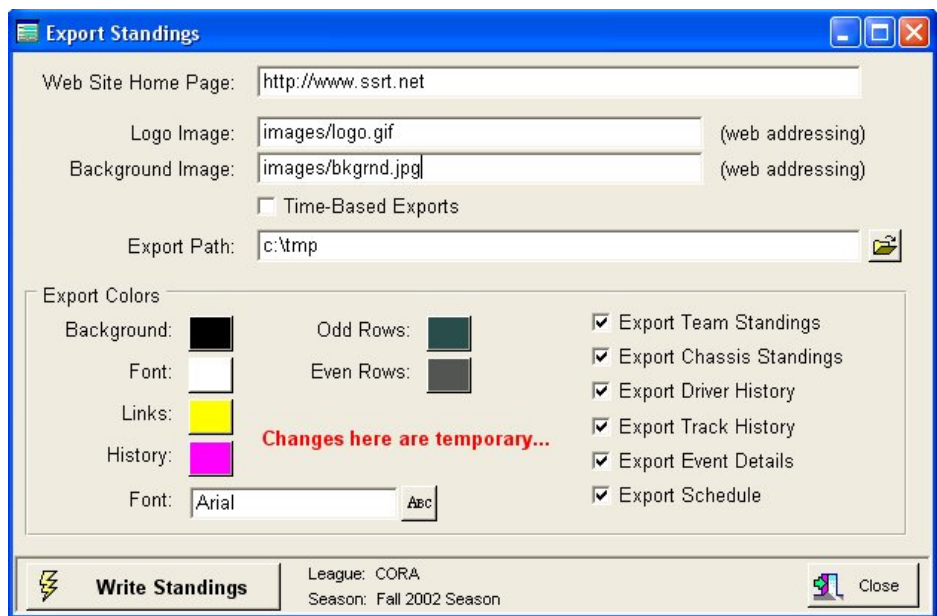 Export Standings
Web Site Home Page: http://www.ssrt.net
Logo Image: images/logo.gif (web addressing)
Background Image: images/bkgrnd.jpg (web addressing)
Time-Based Exports
Export Path: c:\tmp
Export Colors
Background: Odd Rows: Export Team Standings
Font: Even Rows: Export Chassis Standings
Links: Export Driver History
Changes here are temporary... Export Track History
History: Export Event Details
Font: Arial ABC Export Schedule
Write Standings League: CORA Close
Season: Fall 2002 Season